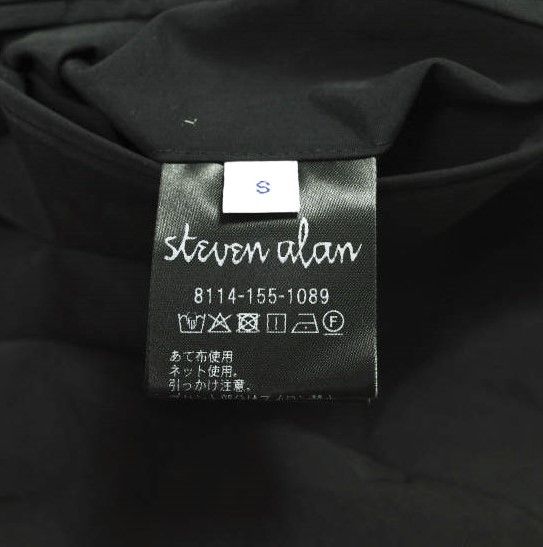 S
steven alan
8114-155-1089
F
あて布使用
ネット使用。
引っかけ注意。